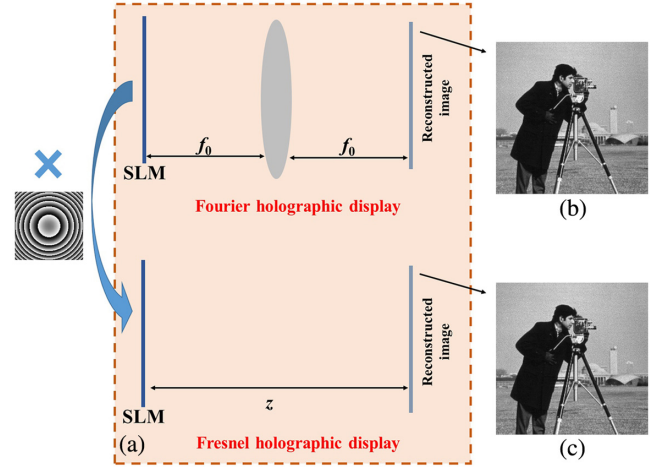 f₀
f₀
SLM
Reconstructed
image
Fourier holographic display
(b)
×
z
SLM
Reconstructed
image
(a)
Fresnel holographic display
(c)